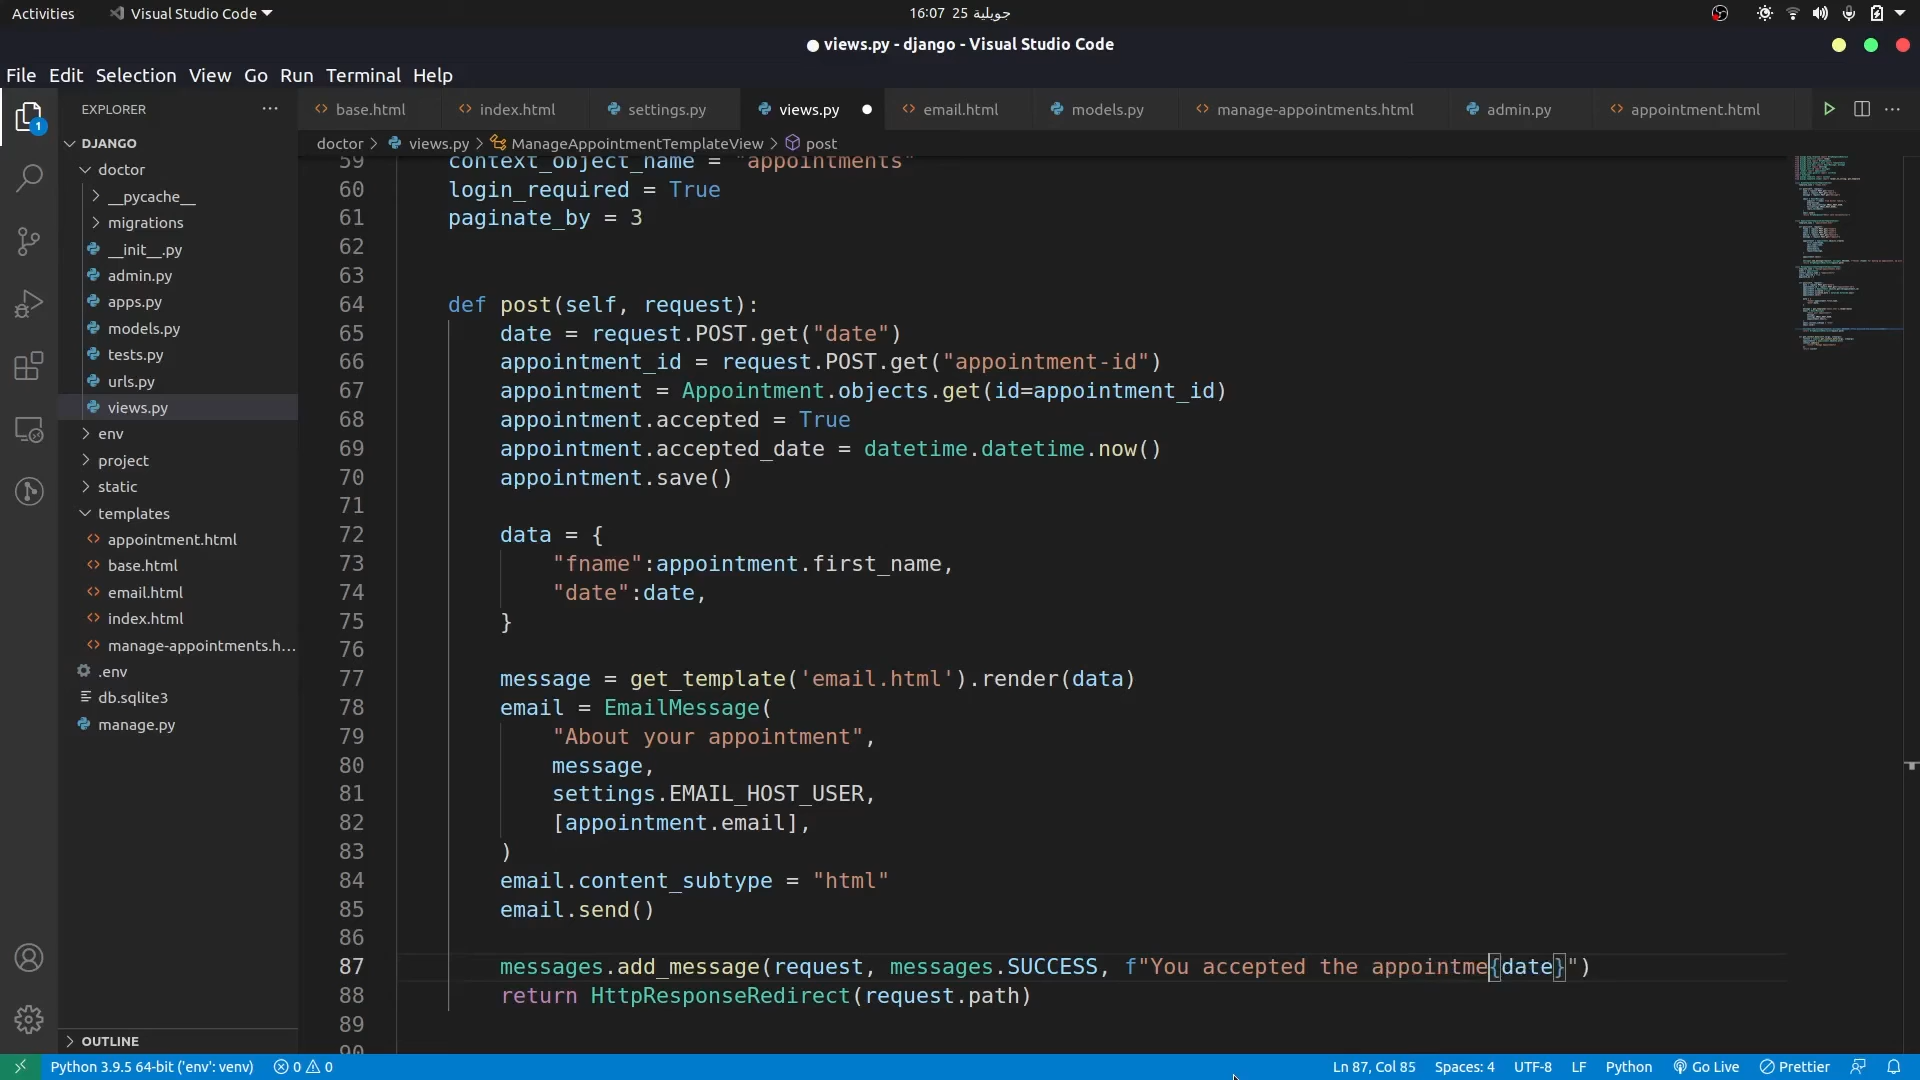 Activities Visual Studio Code 16:07 25 جويلية
views.py - django - Visual Studio Code
File Edit Selection View Go Run Terminal Help
EXPLORER
base.html index.html settings.py views.py email.html models.py manage-appointments.html admin.py appointment.html
doctor > views.py > ManageAppointmentTemplateView > post
1
DJANGO
doctor
__pycache__
migrations
__init__.py
admin.py
apps.py
models.py
tests.py
urls.py
views.py
env
project
static
templates
appointment.html
base.html
email.html
index.html
manage-appointments.h...
.env
db.sqlite3
manage.py
OUTLINE
59 context_object_name = "appointments"
60 login_required = True
61 paginate_by = 3
62
63
64 def post(self, request):
65 date = request.POST.get("date")
66 appointment_id = request.POST.get("appointment-id")
67 appointment = Appointment.objects.get(id=appointment_id)
68 appointment.accepted = True
69 appointment.accepted_date = datetime.datetime.now()
70 appointment.save()
71
72 data = {
73 "fname":appointment.first_name,
74 "date":date,
75 }
76
77 message = get_template('email.html').render(data)
78 email = EmailMessage(
79 "About your appointment",
80 message,
81 settings.EMAIL_HOST_USER,
82 [appointment.email],
83 )
84 email.content_subtype = "html"
85 email.send()
86
87 messages.add_message(request, messages.SUCCESS, f"You accepted the appointme{date}")
88 return HttpResponseRedirect(request.path)
89
90
Python 3.9.5 64-bit ('env': venv) 0 0 Ln 87, Col 85 Spaces: 4 UTF-8 LF Python Go Live Prettier